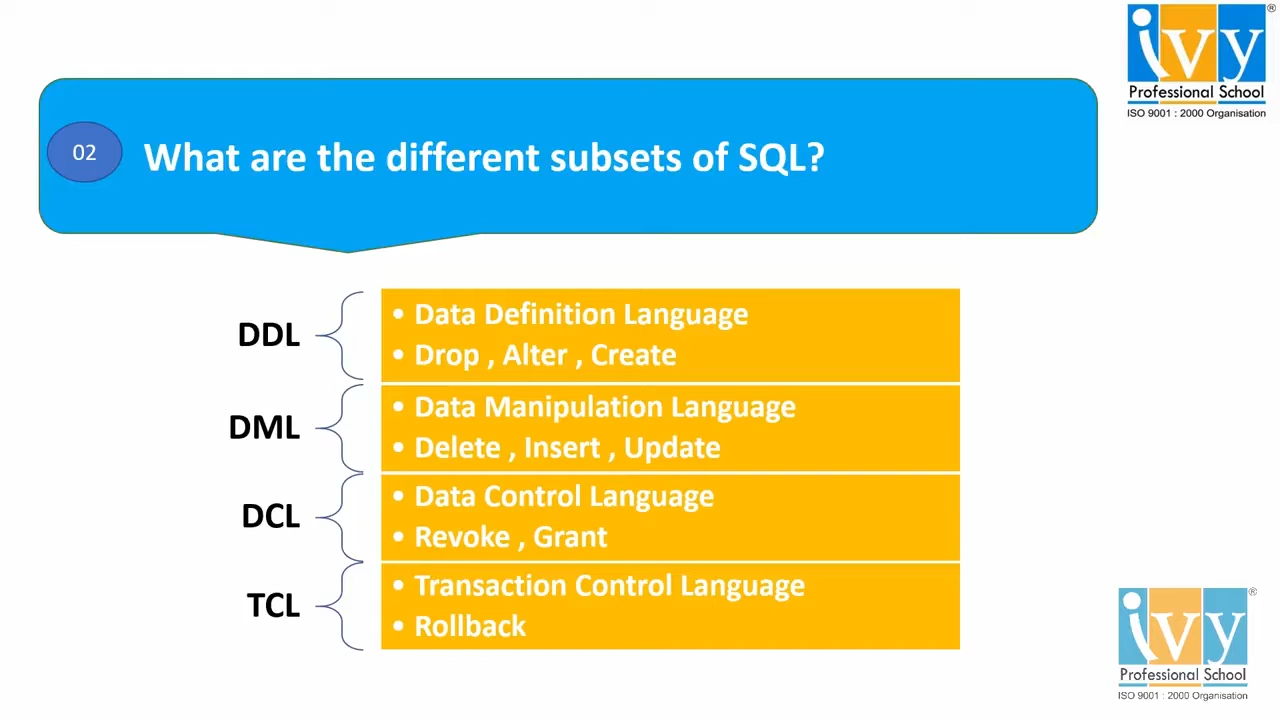 ivy
®
Professional School
ISO 9001 : 2000 Organisation
02
What are the different subsets of SQL?
DDL
• Data Definition Language
• Drop , Alter , Create
DML
• Data Manipulation Language
• Delete , Insert , Update
DCL
• Data Control Language
• Revoke , Grant
TCL
• Transaction Control Language
• Rollback
ivy
®
Professional School
ISO 9001 : 2000 Organisation